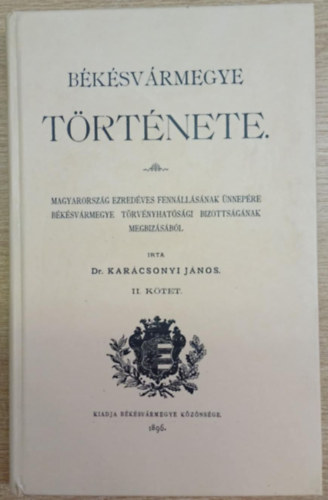 BÉKÉSVÁRMEGYE
TÖRTÉNETE.
MAGYARORSZÁG EZREDÉVES FENNÁLLÁSÁNAK ÜNNEPÉRE
BÉKÉSVÁRMEGYE TÖRVÉNYHATÓSÁGI BIZOTTSÁGÁNAK
MEGBIZÁSÁBÓL
IRTA
Dr. KARÁCSONYI JÁNOS.
II. KÖTET.
KIADJA BÉKÉSVÁRMEGYE KÖZÖNSÉGE.
1896.